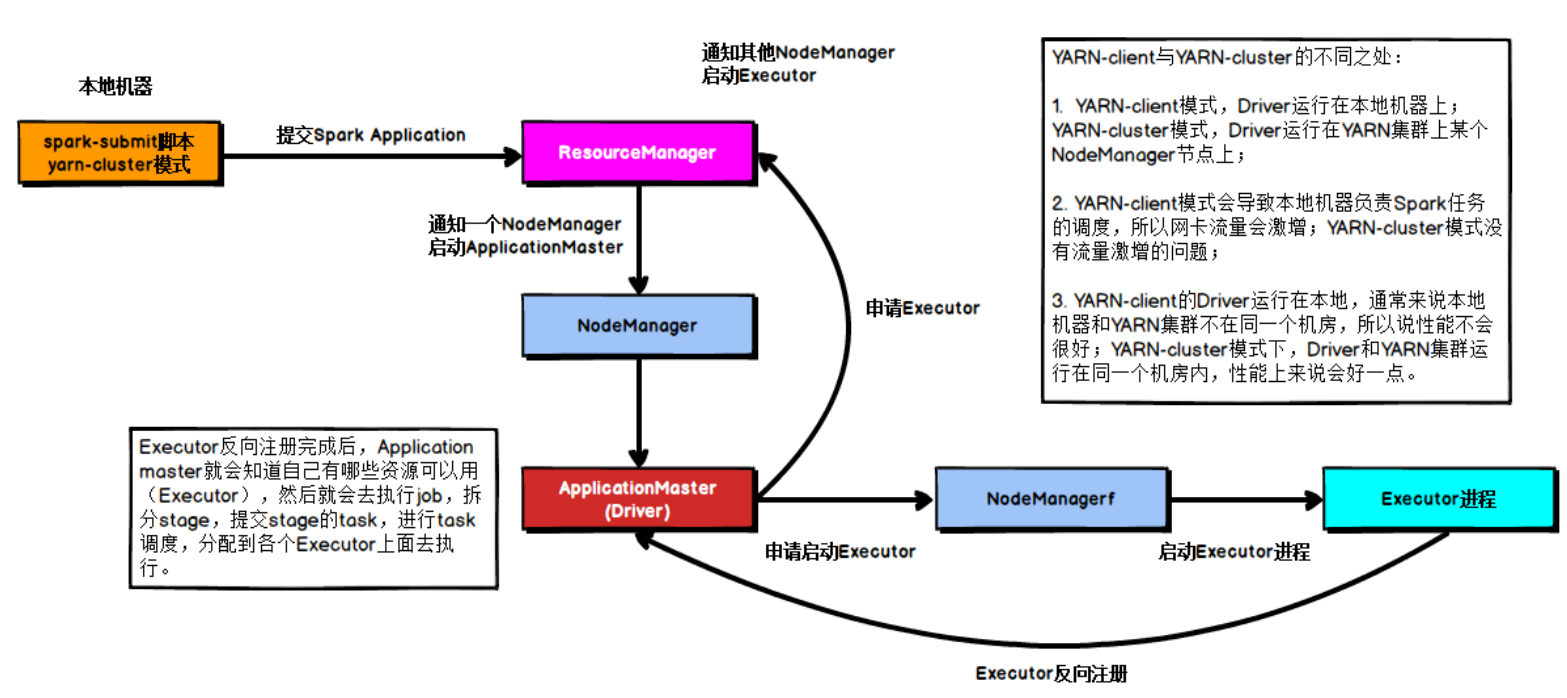 本地机器
spark-submit脚本
yarn-cluster模式
提交Spark Application
通知其他NodeManager
启动Executor
ResourceManager
通知一个NodeManager
启动ApplicationMaster
NodeManager
申请Executor
YARN-client与YARN-cluster的不同之处：
1. YARN-client模式，Driver运行在本地机器上；
YARN-cluster模式，Driver运行在YARN集群上某个
NodeManager节点上；
2. YARN-client模式会导致本地机器负责Spark任务
的调度，所以网卡流量会激增；YARN-cluster模式没
有流量激增的问题；
3. YARN-client的Driver运行在本地，通常来说本地
机器和YARN集群不在同一个机房，所以说性能不会
很好；YARN-cluster模式下，Driver和YARN集群运
行在同一个机房内，性能上来说会好一点。
Executor反向注册完成后，Application
master就会知道自己有哪些资源可以用
（Executor），然后就会去执行job，拆
分stage，提交stage的task，进行task
调度，分配到各个Executor上面去执
行。
ApplicationMaster
(Driver)
申请启动Executor
NodeManagerf
启动Executor进程
Executor进程
Executor反向注册